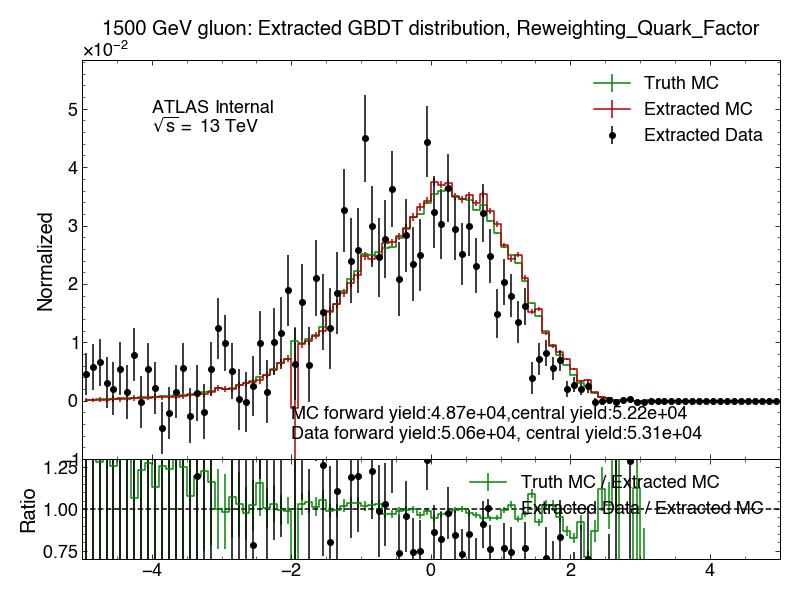 1500 GeV gluon: Extracted GBDT distribution, Reweighting_Quark_Factor
×10⁻²
ATLAS Internal
√s = 13 TeV
Truth MC
Extracted MC
Extracted Data
Normalized
5
4
3
2
1
0
1
MC forward yield:4.87e+04,central yield:5.22e+04
Data forward yield:5.06e+04, central yield:5.31e+04
Ratio
1.25
1.00
0.75
Truth MC / Extracted MC
Extracted Data / Extracted MC
−4
−2
0
2
4